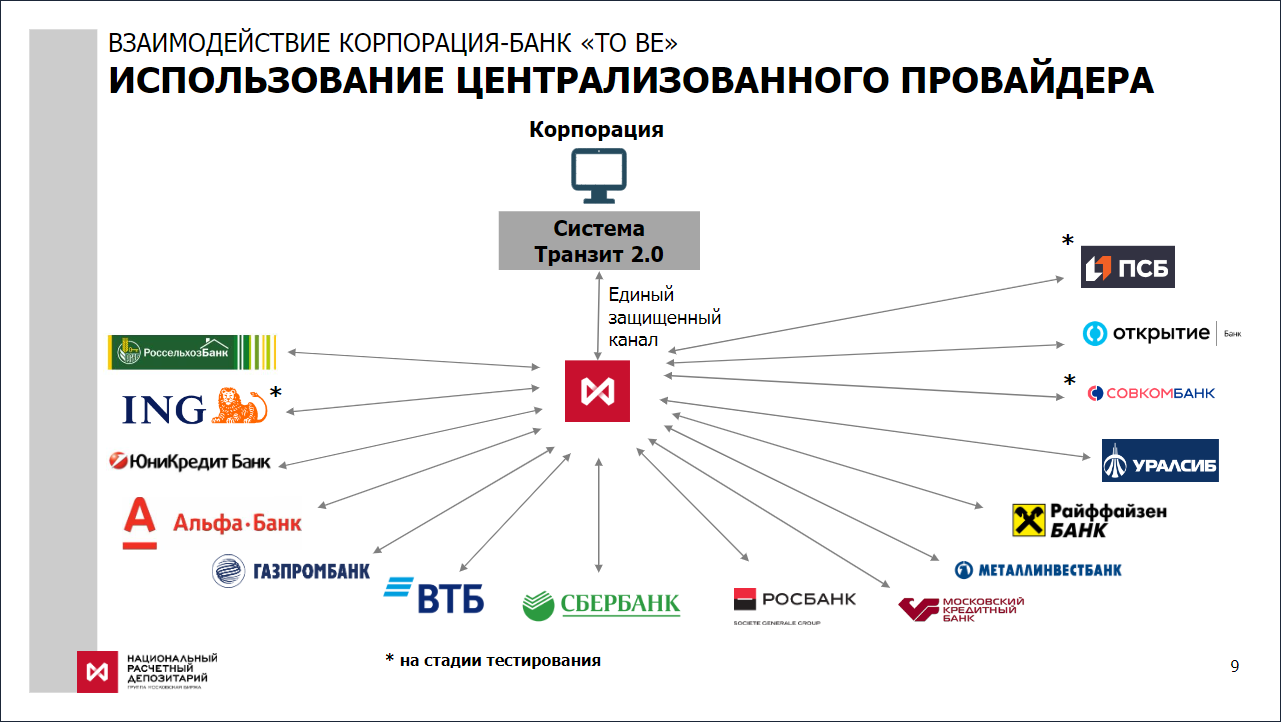 ВЗАИМОДЕЙСТВИЕ КОРПОРАЦИЯ-БАНК «TO BE»
ИСПОЛЬЗОВАНИЕ ЦЕНТРАЛИЗОВАННОГО ПРОВАЙДЕРА
Корпорация
Система
Транзит 2.0
Единый
защищенный
канал
РоссельхозБанк
ING *
ЮниКредит Банк
Альфа·Банк
ГАЗПРОМБАНК
ВТБ
СБЕРБАНК
РОСБАНК
SOCIETE GENERALE GROUP
МОСКОВСКИЙ
КРЕДИТНЫЙ
БАНК
МЕТАЛЛИНВЕСТБАНК
Райффайзен
БАНК
УРАЛСИБ
* СОВКОМБАНК
открытие Банк
* ПСБ
* на стадии тестирования
НАЦИОНАЛЬНЫЙ
РАСЧЕТНЫЙ
ДЕПОЗИТАРИЙ
ГРУППА МОСКОВСКАЯ БИРЖА
9